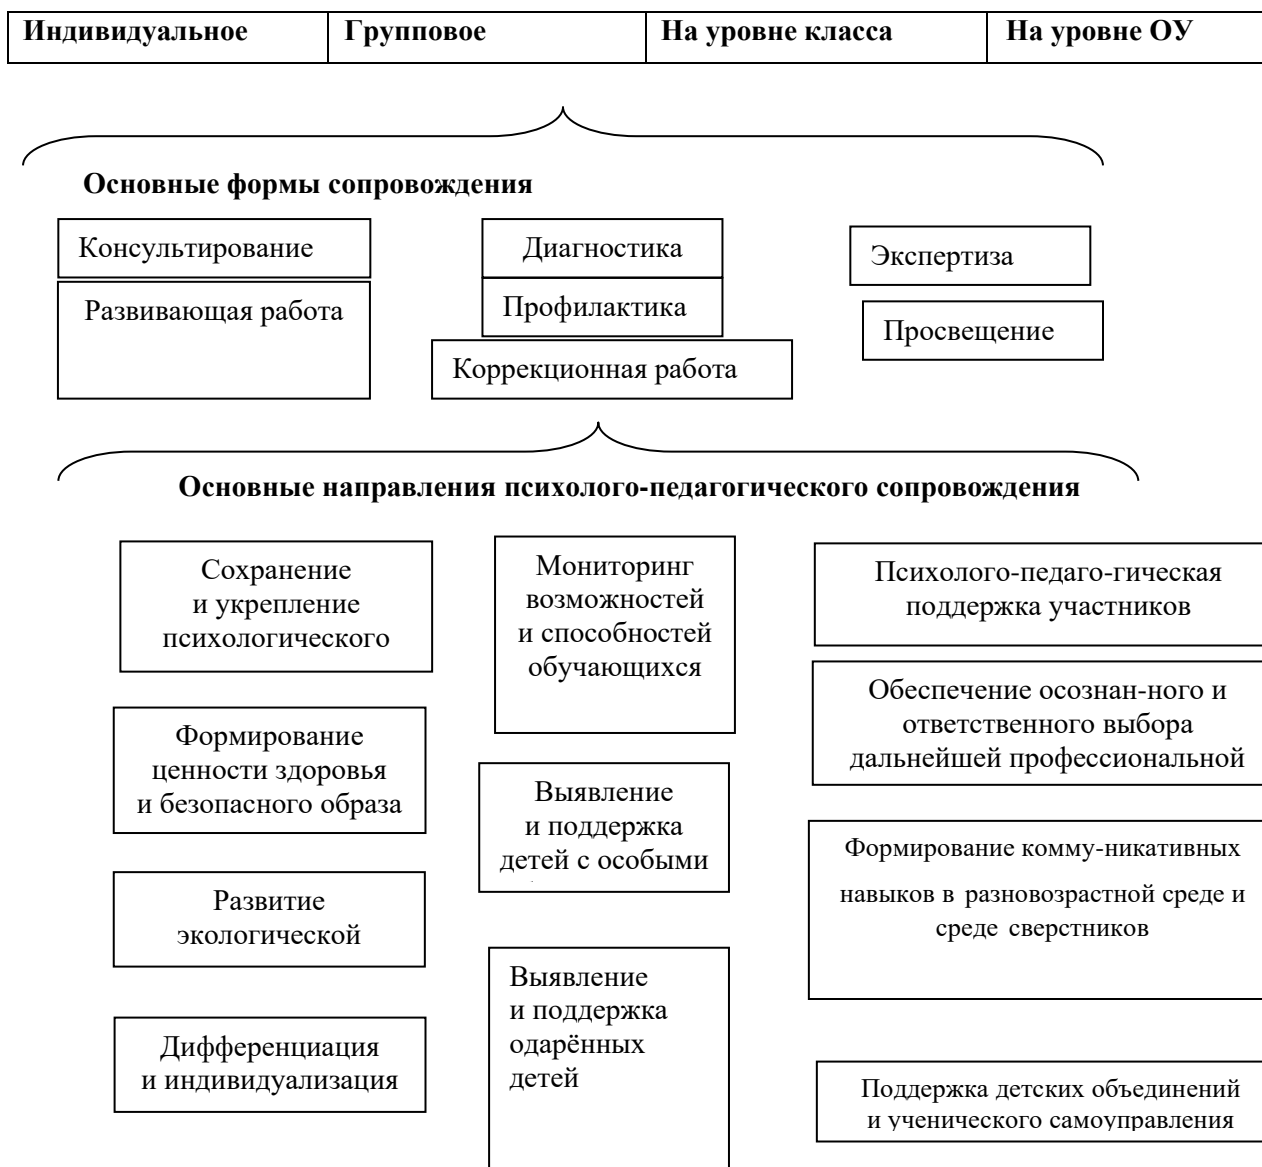 Индивидуальное
Групповое
На уровне класса
На уровне ОУ
Основные формы сопровождения
Консультирование
Развивающая работа
Диагностика
Профилактика
Коррекционная работа
Экспертиза
Просвещение
Основные направления психолого-педагогического сопровождения
Сохранение
и укрепление
психологического
Формирование
ценности здоровья
и безопасного образа
Развитие
экологической
Дифференциация
и индивидуализация
Мониторинг
возможностей
и способностей
обучающихся
Выявление
и поддержка
детей с особыми
Выявление
и поддержка
одарённых
детей
Психолого-педаго-гическая
поддержка участников
Обеспечение осознан-ного и
ответственного выбора
дальнейшей профессиональной
Формирование комму-никативных
навыков в разновозрастной среде и
среде сверстников
Поддержка детских объединений
и ученического самоуправления